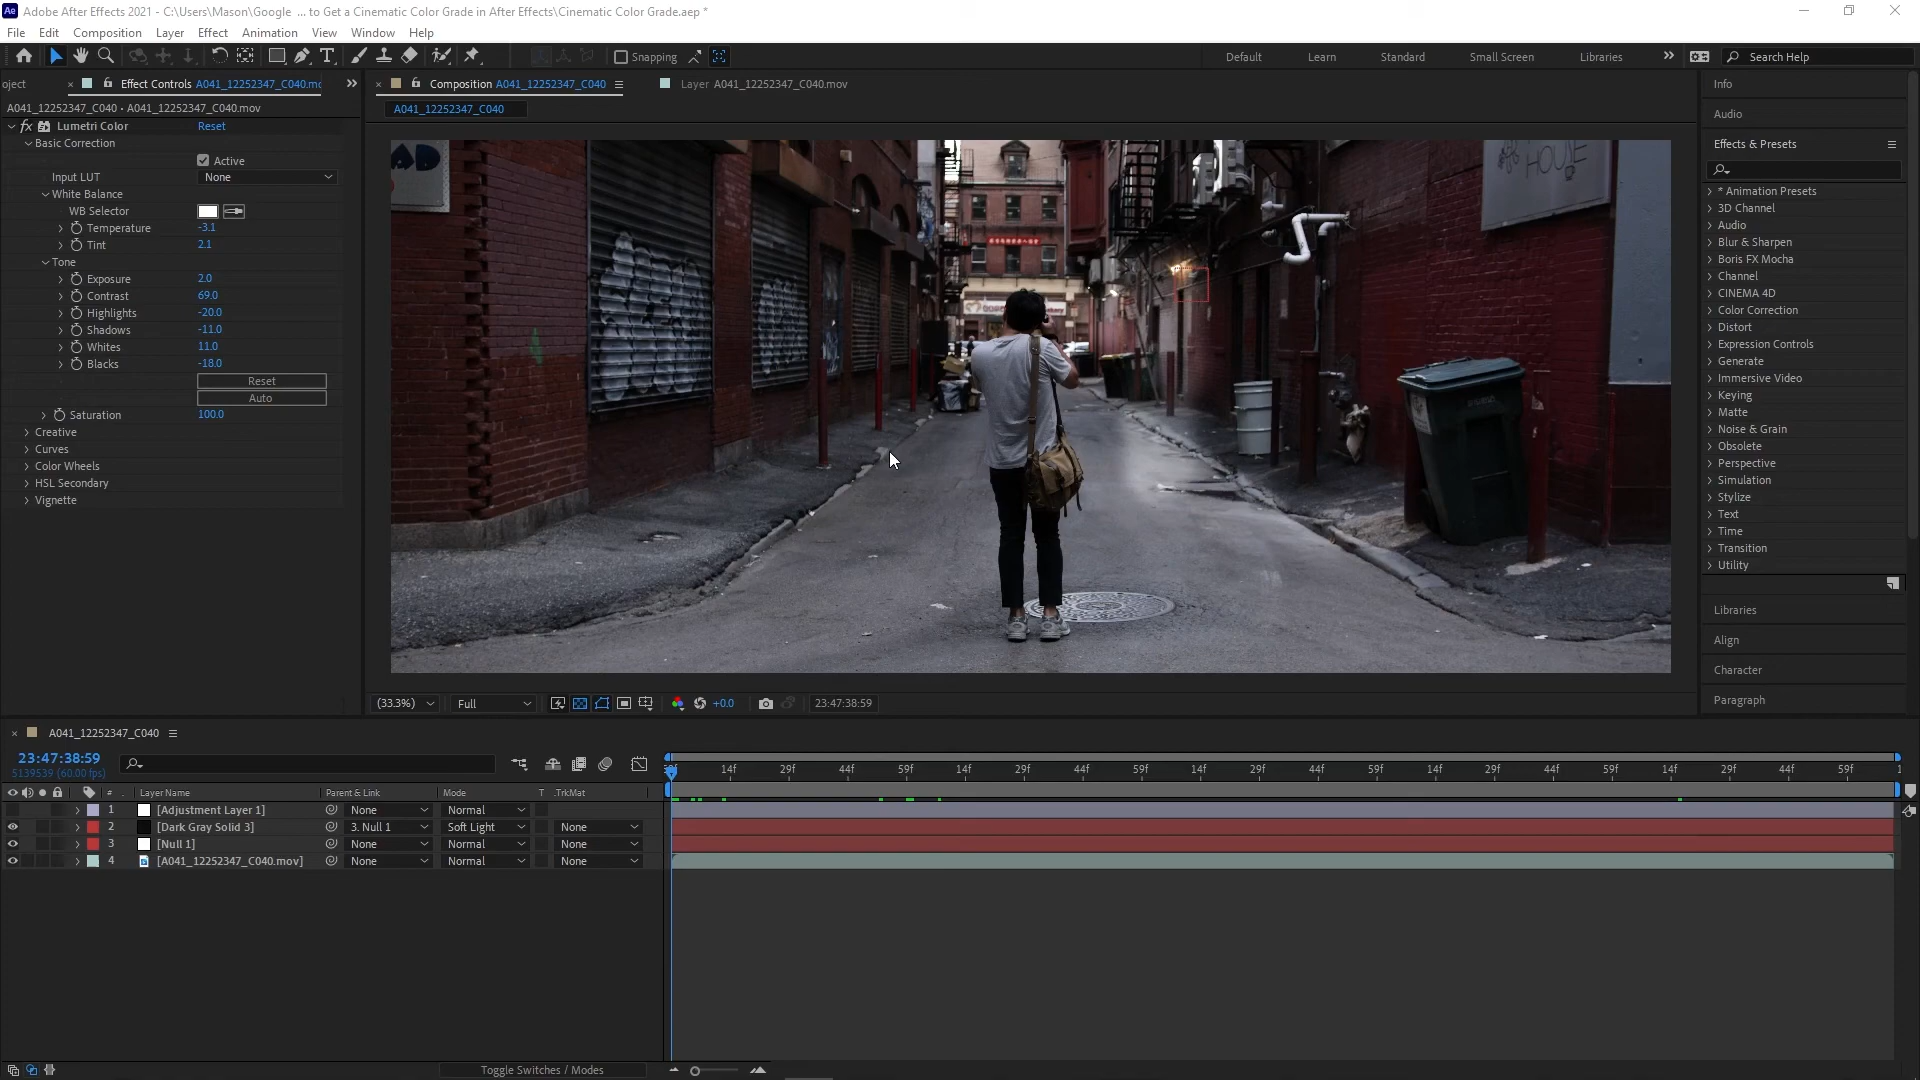 Ae Adobe After Effects 2021 - C:\Users\Mason\Google ... to Get a Cinematic Color Grade in After Effects\Cinematic Color Grade.aep *
File Edit Composition Layer Effect Animation View Window Help
Snapping
Default Learn Standard Small Screen Libraries Search Help
oject Effect Controls A041_12252347_C040.mo
Composition A041_12252347_C040
Layer A041_12252347_C040.mov
A041_12252347_C040 • A041_12252347_C040.mov
A041_12252347_C040
fx Lumetri Color Reset
Basic Correction
Active
Input LUT None
White Balance
WB Selector
Temperature -3.1
Tint 2.1
Tone
Exposure 2.0
Contrast 69.0
Highlights -20.0
Shadows -11.0
Whites 11.0
Blacks -18.0
Reset
Auto
Saturation 100.0
Creative
Curves
Color Wheels
HSL Secondary
Vignette
AD
HOUSE
(33.3%) Full +0.0 23:47:38:59
Info
Audio
Effects & Presets
* Animation Presets
3D Channel
Audio
Blur & Sharpen
Boris FX Mocha
Channel
CINEMA 4D
Color Correction
Distort
Expression Controls
Generate
Immersive Video
Keying
Matte
Noise & Grain
Obsolete
Perspective
Simulation
Stylize
Text
Time
Transition
Utility
Libraries
Align
Character
Paragraph
A041_12252347_C040
23:47:38:59
5139539 (60.00 fps)
14f 29f 44f 59f 14f 29f 44f 59f 14f 29f 44f 59f 14f 29f 44f 59f 14f 29f 44f 59f 1
# Layer Name Parent & Link Mode T .TrkMat
1 [Adjustment Layer 1] None Normal
2 [Dark Gray Solid 3] 3. Null 1 Soft Light None
3 [Null 1] None Normal None
4 [A041_12252347_C040.mov] None Normal None
Toggle Switches / Modes